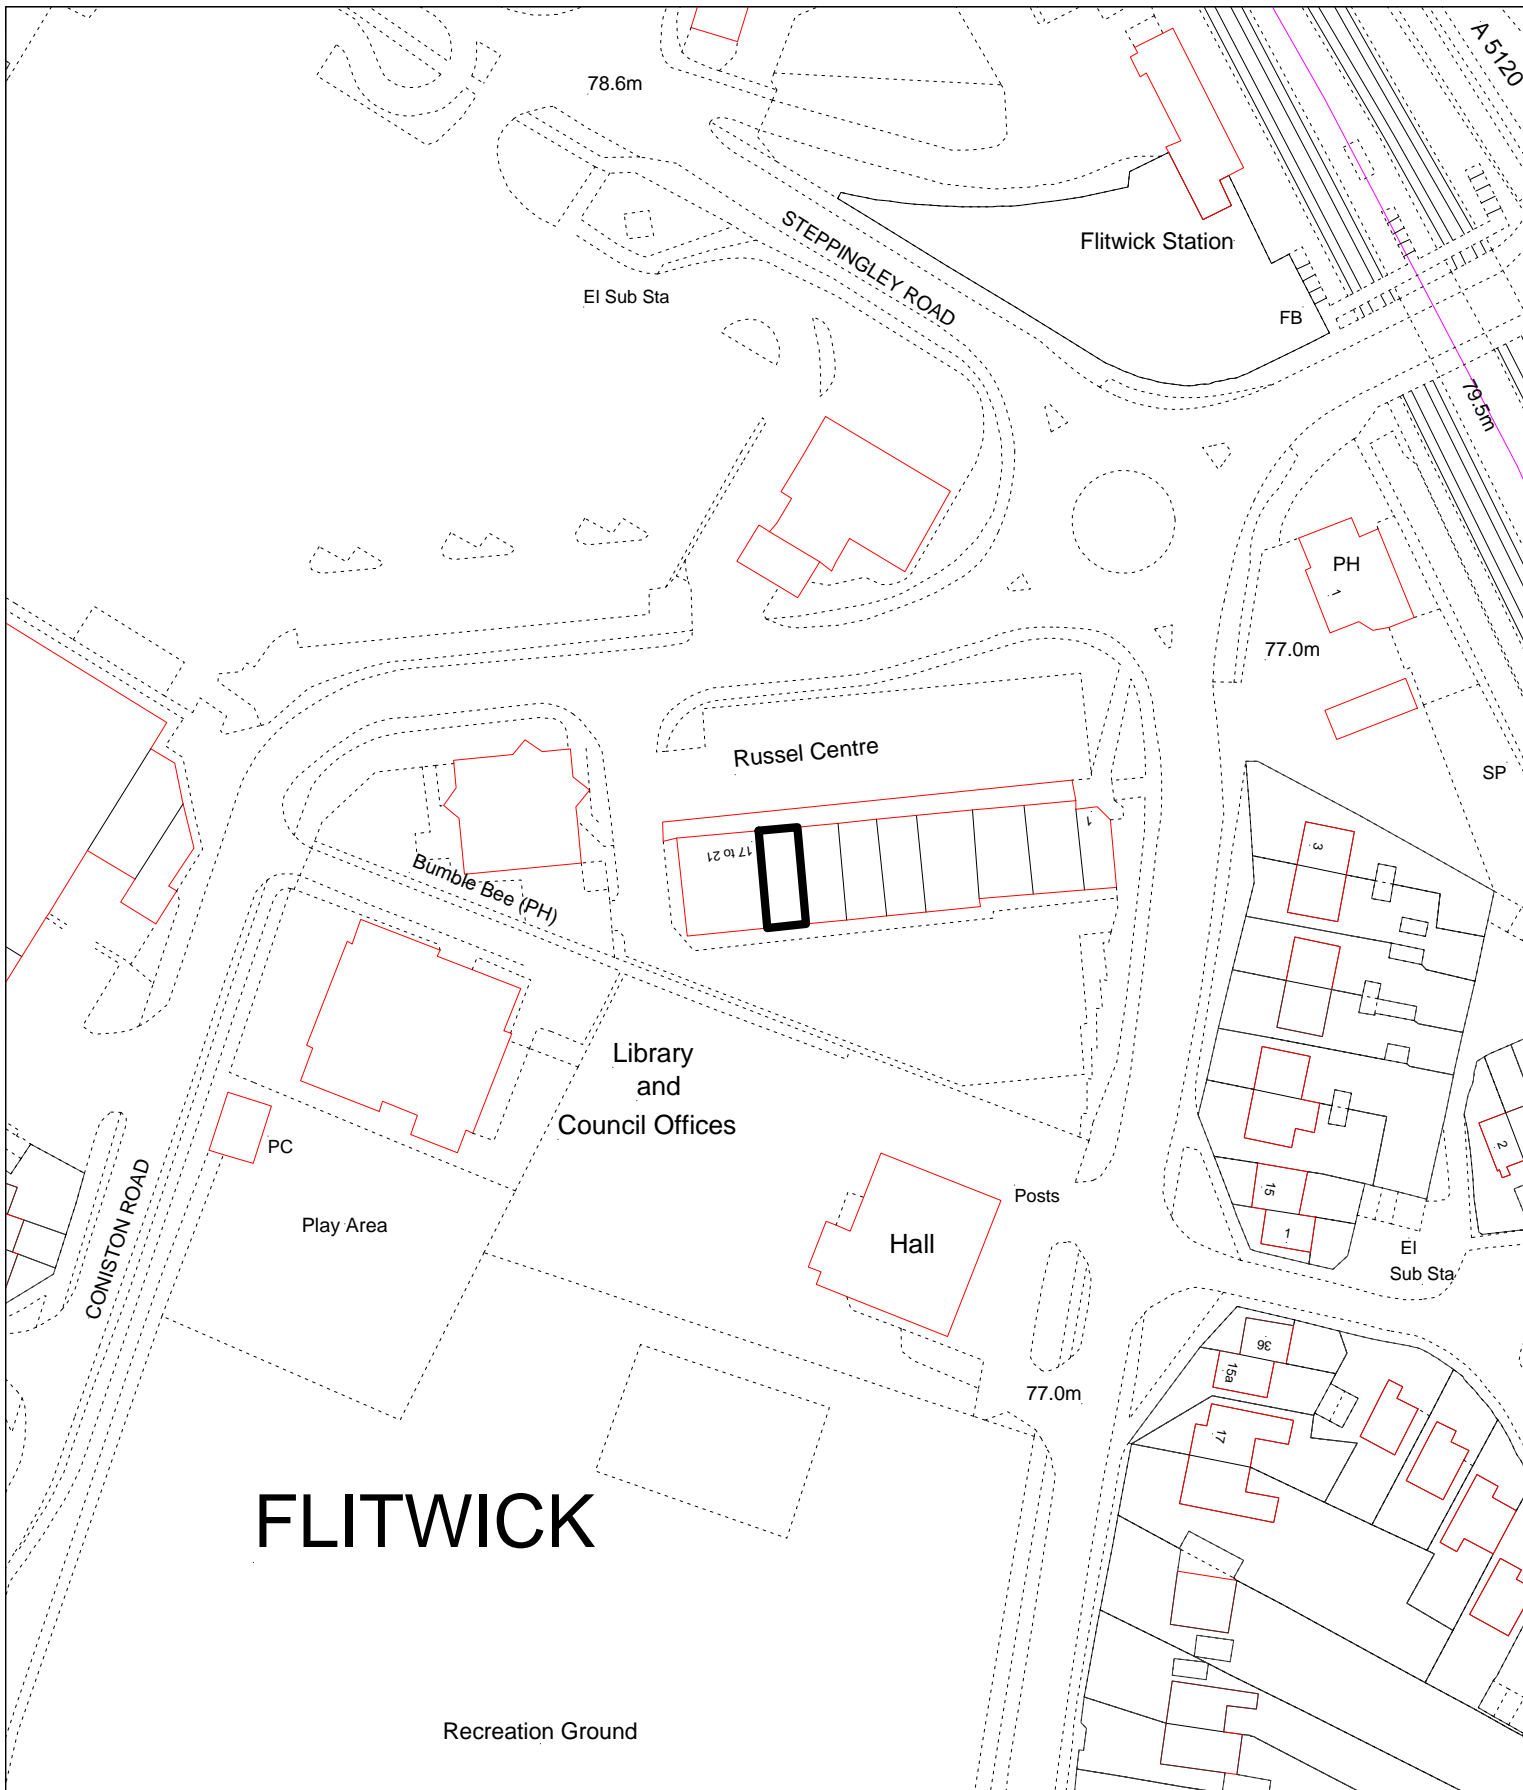 A 5120
78.6m
STEPPINGLEY ROAD
Flitwick Station
El Sub Sta
FB
79.5m
PH
1
77.0m
Russel Centre
SP
1
17 to 21
3
Bumble Bee (PH)
Library
and
Council Offices
PC
2
CONISTON ROAD
Play Area
Posts
15
1
Hall
El
Sub Sta
36
15a
77.0m
17
FLITWICK
Recreation Ground